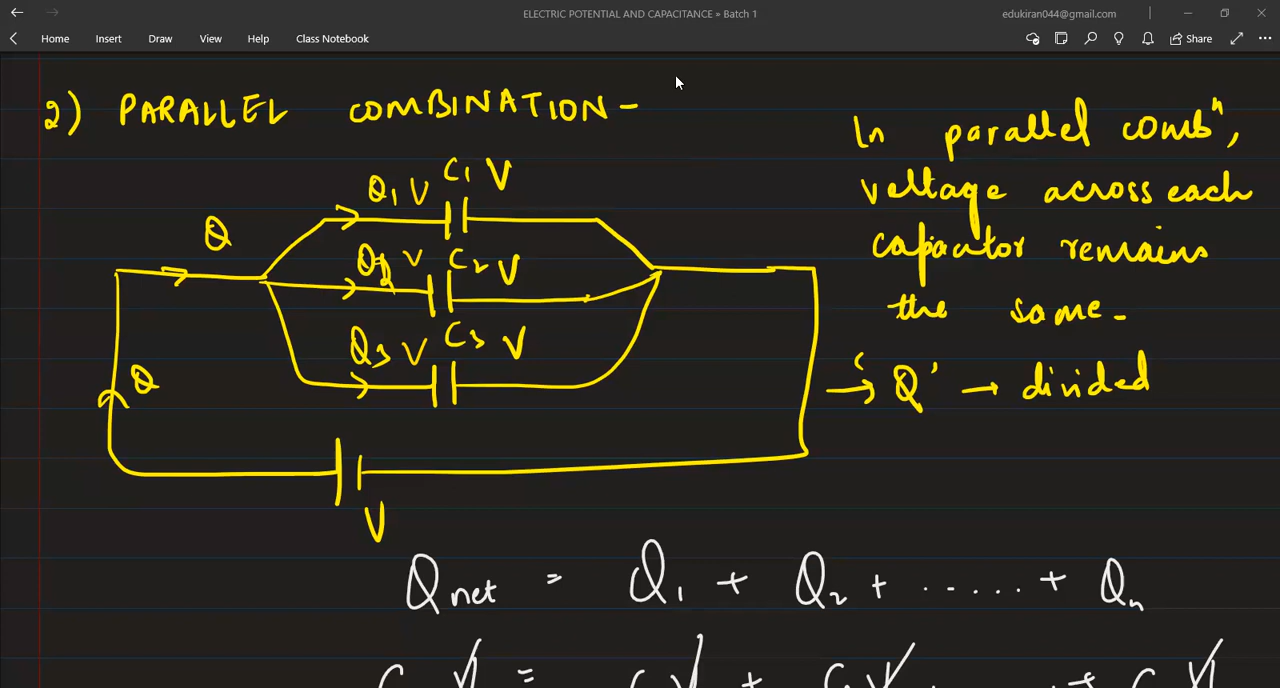 ELECTRIC POTENTIAL AND CAPACITANCE » Batch 1
edukiran044@gmail.com
Home Insert Draw View Help Class Notebook
Share
2) PARALLEL COMBINATION -
In parallel combⁿ,
voltage across each
capacitor remains
the same -
→ 'Q' → divided
Q₁ V C₁ V
Q
Q₂ V C₂ V
Q₃ V C₃ V
Q
V
Q net = Q₁ + Q₂ + ...... + Qₙ